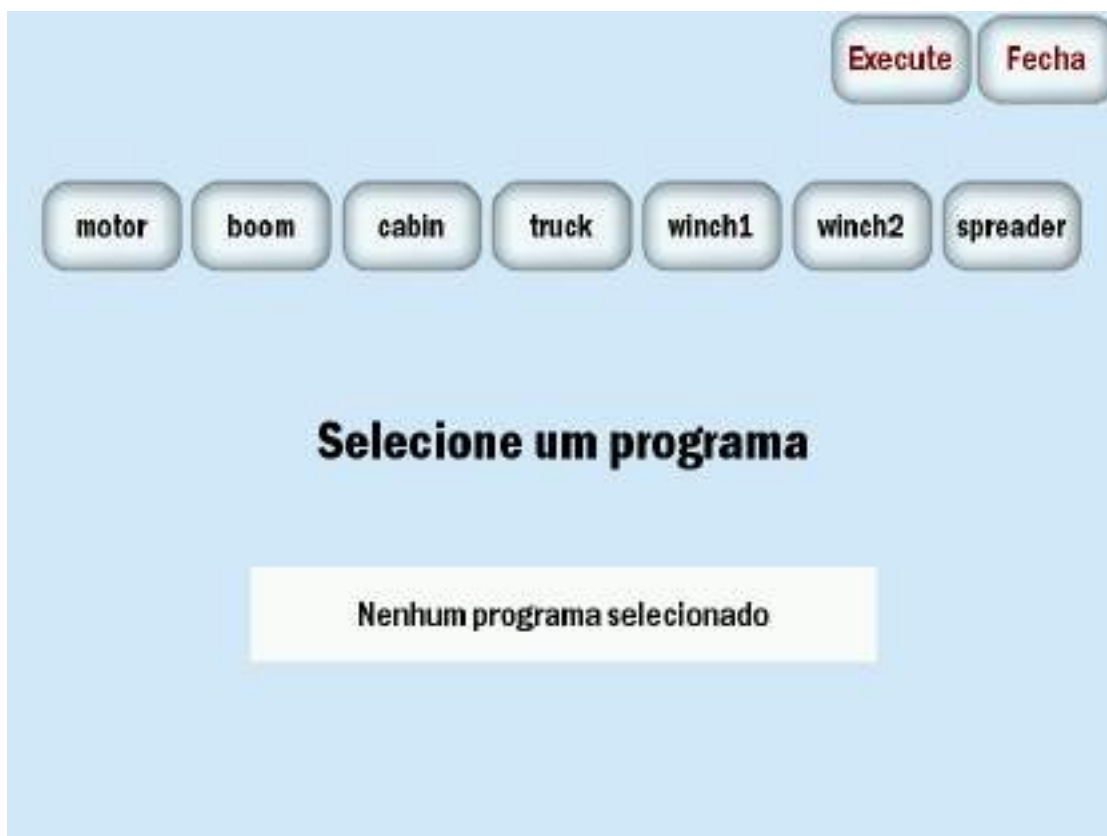 Execute Fecha
motor boom cabin truck winch1 winch2 spreader
Selecione um programa
Nenhum programa selecionado